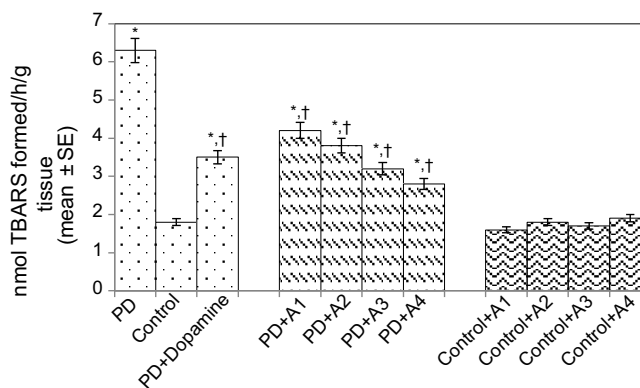 nmol TBARS formed/h/g
tissue
(mean ± SE)
7
6
5
4
3
2
1
0
*
*,†
*,†
*,†
*,†
*,†
PD
Control
PD+Dopamine
PD+A1
PD+A2
PD+A3
PD+A4
Control+A1
Control+A2
Control+A3
Control+A4